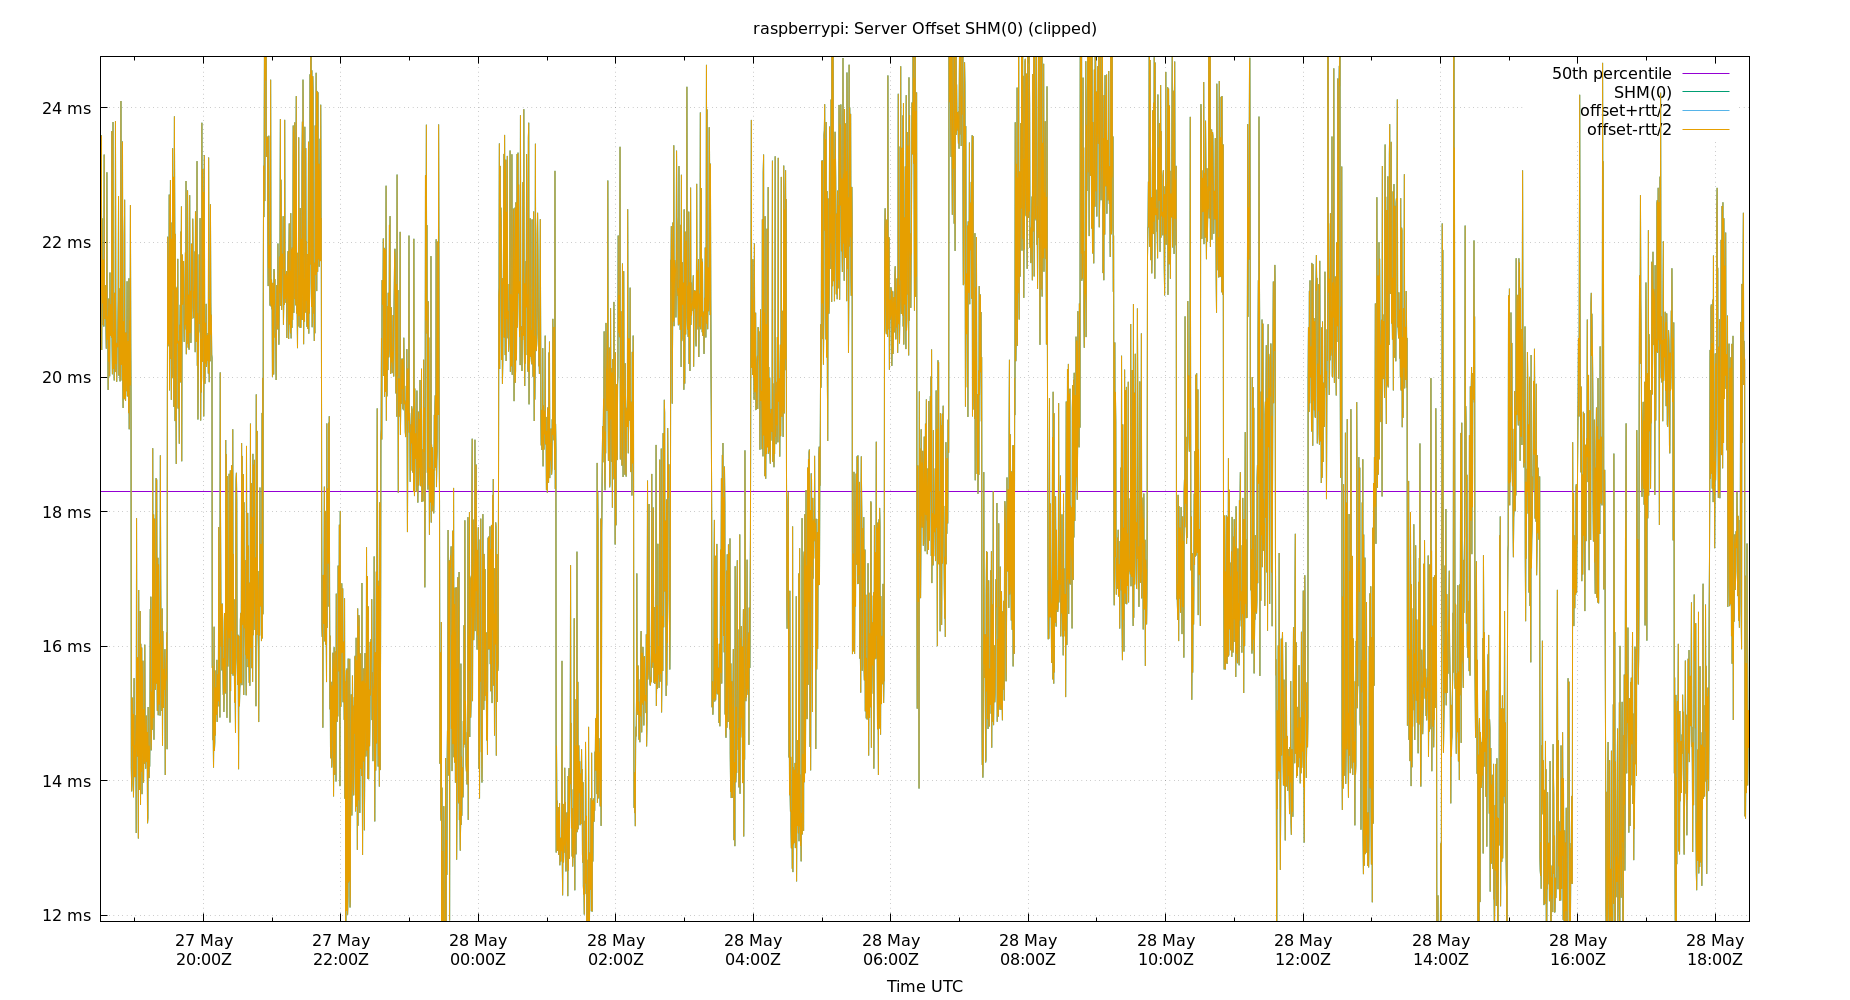 raspberrypi: Server Offset SHM(0) (clipped)
50th percentile
SHM(0)
offset+rtt/2
offset-rtt/2
24 ms
22 ms
20 ms
18 ms
16 ms
14 ms
12 ms
27 May 27 May 28 May 28 May 28 May 28 May 28 May 28 May 28 May 28 May 28 May 28 May
20:00Z 22:00Z 00:00Z 02:00Z 04:00Z 06:00Z 08:00Z 10:00Z 12:00Z 14:00Z 16:00Z 18:00Z
Time UTC